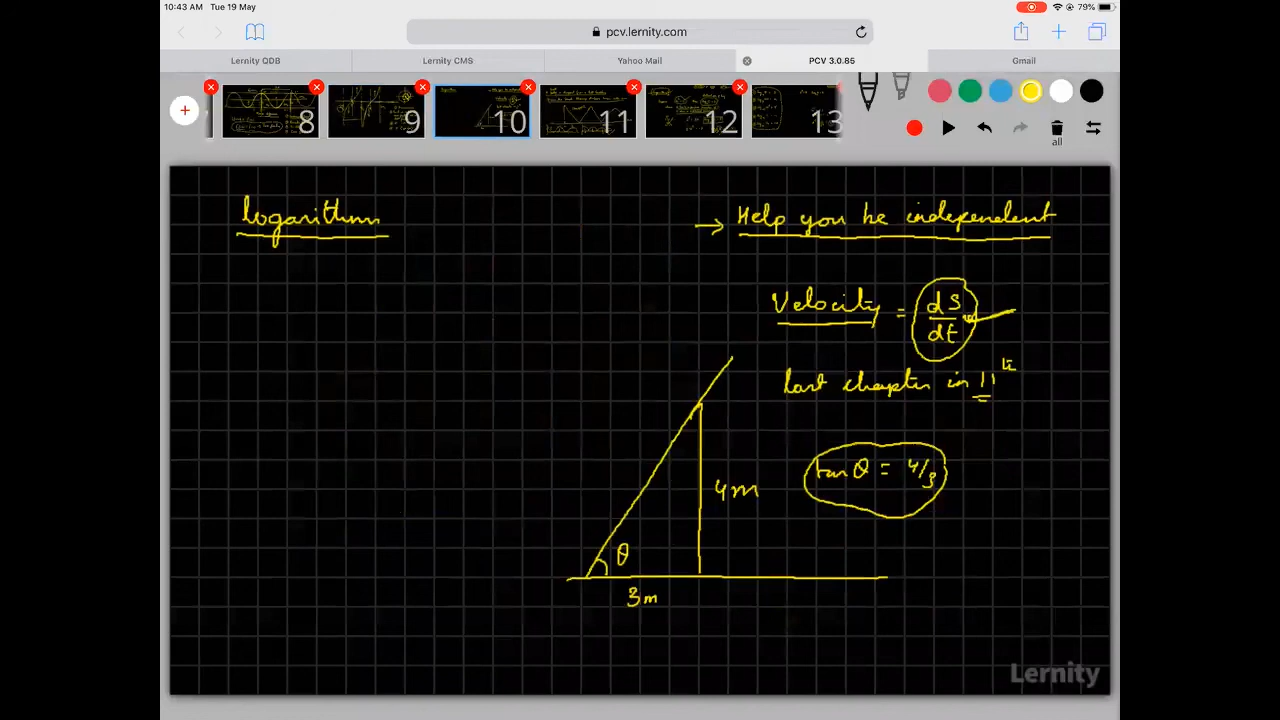 10:43 AM Tue 19 May
79%
pcv.lernity.com
Lernity QDB
Lernity CMS
Yahoo Mail
PCV 3.0.85
Gmail
8
9
10
11
12
13
all
logarithm
→ Help you be independent
Velocity = dS/dt
last chapter in 11th
tan θ = 4/3
4m
θ
3m
Lernity